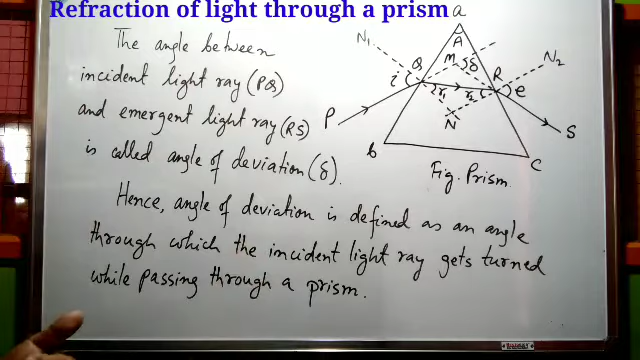 Refraction of light through a prism
a
The angle between
N1
A
N2
incident light ray (PQ)
Q
M
δ
R
i
r1
r2
e
and emergent light ray (RS)
P
N
S
is called angle of deviation (δ).
b
C
Fig. Prism.
Hence, angle of deviation is defined as an angle
through which the incident light ray gets turned
while passing through a prism.